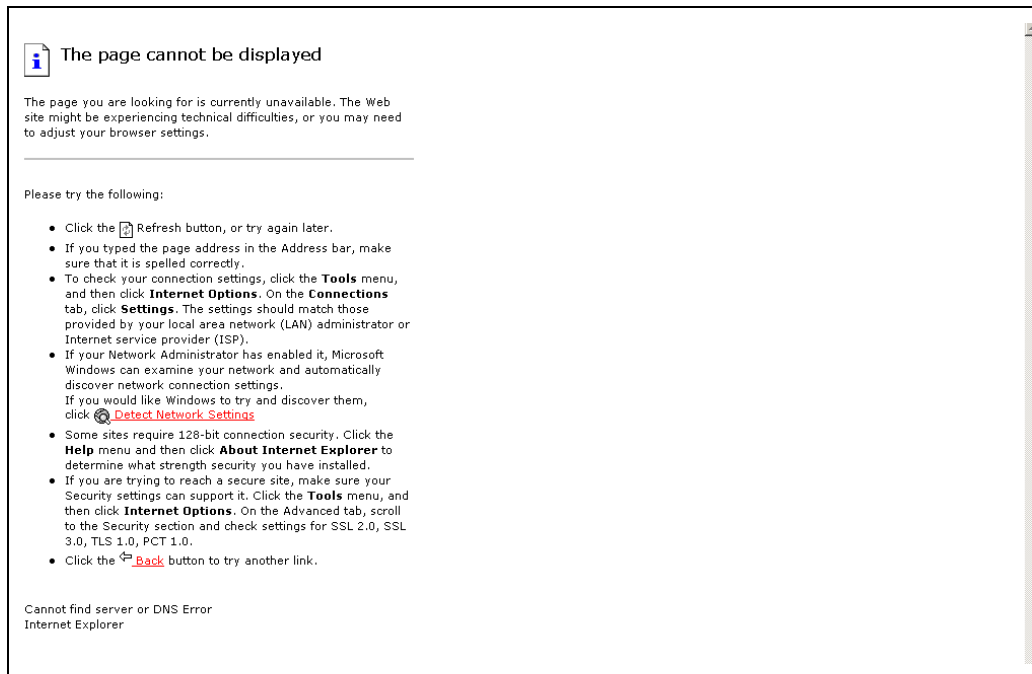 The page cannot be displayed
The page you are looking for is currently unavailable. The Web
site might be experiencing technical difficulties, or you may need
to adjust your browser settings.
Please try the following:
Click the Refresh button, or try again later.
If you typed the page address in the Address bar, make
sure that it is spelled correctly.
To check your connection settings, click the Tools menu,
and then click Internet Options. On the Connections
tab, click Settings. The settings should match those
provided by your local area network (LAN) administrator or
Internet service provider (ISP).
If your Network Administrator has enabled it, Microsoft
Windows can examine your network and automatically
discover network connection settings.
If you would like Windows to try and discover them,
click Detect Network Settings
Some sites require 128-bit connection security. Click the
Help menu and then click About Internet Explorer to
determine what strength security you have installed.
If you are trying to reach a secure site, make sure your
Security settings can support it. Click the Tools menu, and
then click Internet Options. On the Advanced tab, scroll
to the Security section and check settings for SSL 2.0, SSL
3.0, TLS 1.0, PCT 1.0.
Click the Back button to try another link.
Cannot find server or DNS Error
Internet Explorer